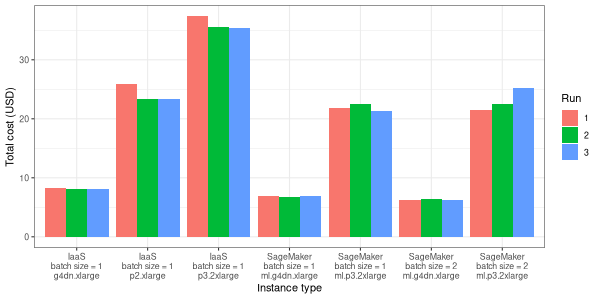 Total cost (USD)
30
20
10
0
IaaS
batch size = 1
g4dn.xlarge
IaaS
batch size = 1
p2.xlarge
IaaS
batch size = 1
p3.2xlarge
SageMaker
batch size = 1
ml.g4dn.xlarge
SageMaker
batch size = 1
ml.p3.2xlarge
SageMaker
batch size = 2
ml.g4dn.xlarge
SageMaker
batch size = 2
ml.p3.2xlarge
Instance type
Run
1
2
3